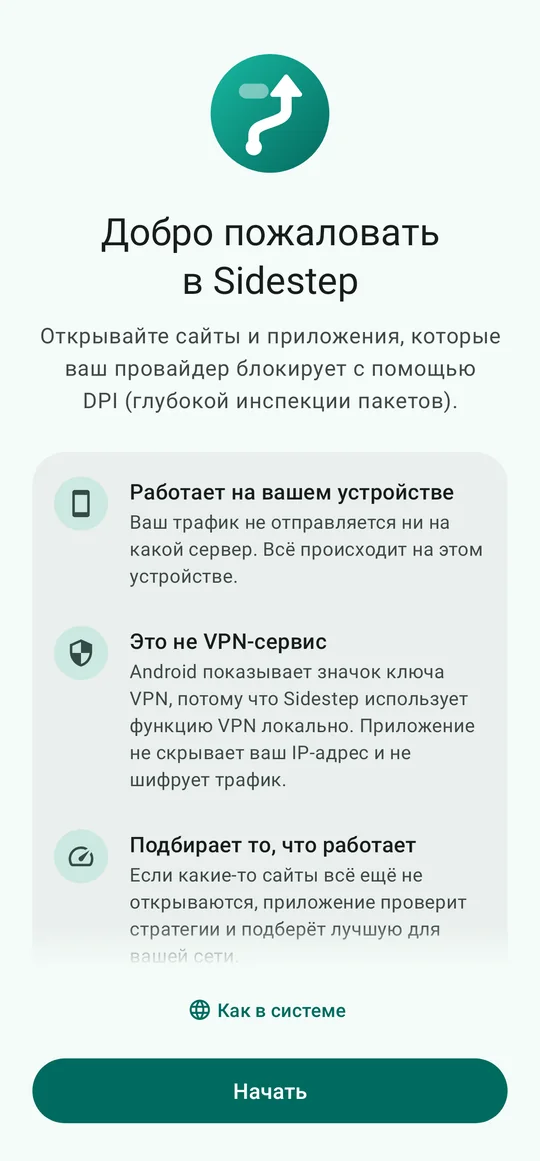 Добро пожаловать
в Sidestep
Открывайте сайты и приложения, которые
ваш провайдер блокирует с помощью
DPI (глубокой инспекции пакетов).
Работает на вашем устройстве
Ваш трафик не отправляется ни на
какой сервер. Всё происходит на этом
устройстве.
Это не VPN-сервис
Android показывает значок ключа
VPN, потому что Sidestep использует
функцию VPN локально. Приложение
не скрывает ваш IP-адрес и не
шифрует трафик.
Подбирает то, что работает
Если какие-то сайты всё ещё не
открываются, приложение проверит
стратегии и подберёт лучшую для
вашей сети.
Как в системе
Начать